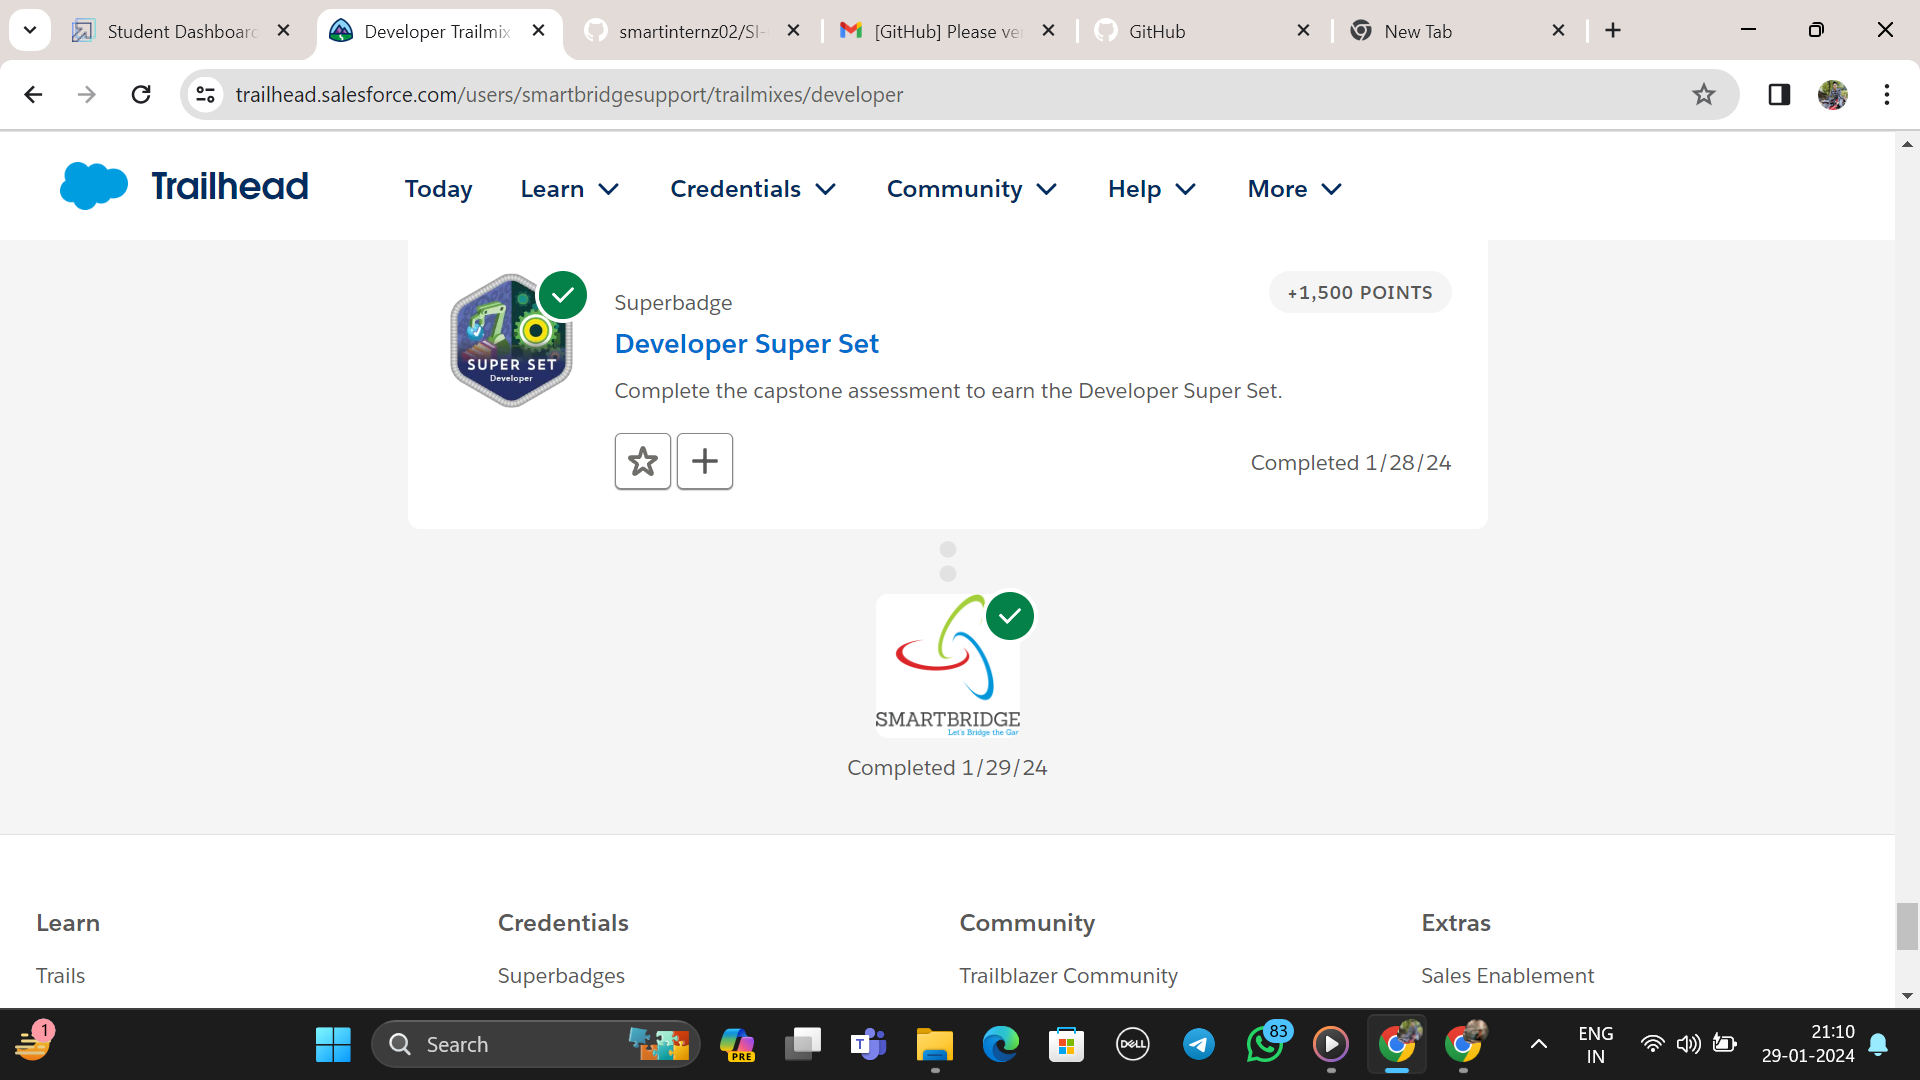 Student Dashboard
Developer Trailmix
smartinternz02/SI-
[GitHub] Please ve
GitHub
New Tab
trailhead.salesforce.com/users/smartbridgesupport/trailmixes/developer
Trailhead
Today
Learn
Credentials
Community
Help
More
SUPER SET
Developer
Superbadge
+1,500 POINTS
Developer Super Set
Complete the capstone assessment to earn the Developer Super Set.
Completed 1/28/24
SMARTBRIDGE
Let's Bridge the Gap
Completed 1/29/24
Learn
Credentials
Community
Extras
Trails
Superbadges
Trailblazer Community
Sales Enablement
1
Search
PRE
T
DELL
83
ENG
IN
21:10
29-01-2024